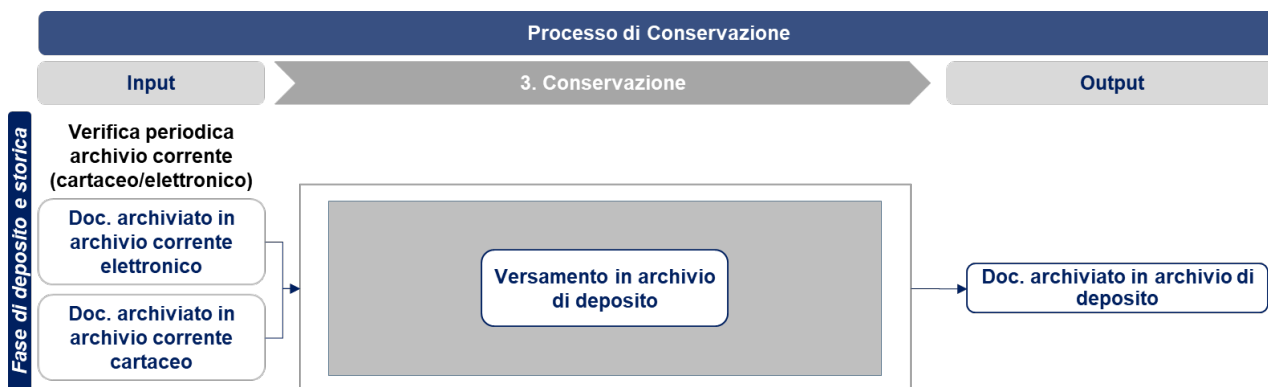 Processo di Conservazione
Input
3. Conservazione
Output
Fase di deposito e storica
Verifica periodica
archivio corrente
(cartaceo/elettronico)
Doc. archiviato in
archivio corrente
elettronico
Doc. archiviato in
archivio corrente
cartaceo
Versamento in archivio
di deposito
Doc. archiviato in archivio di
deposito